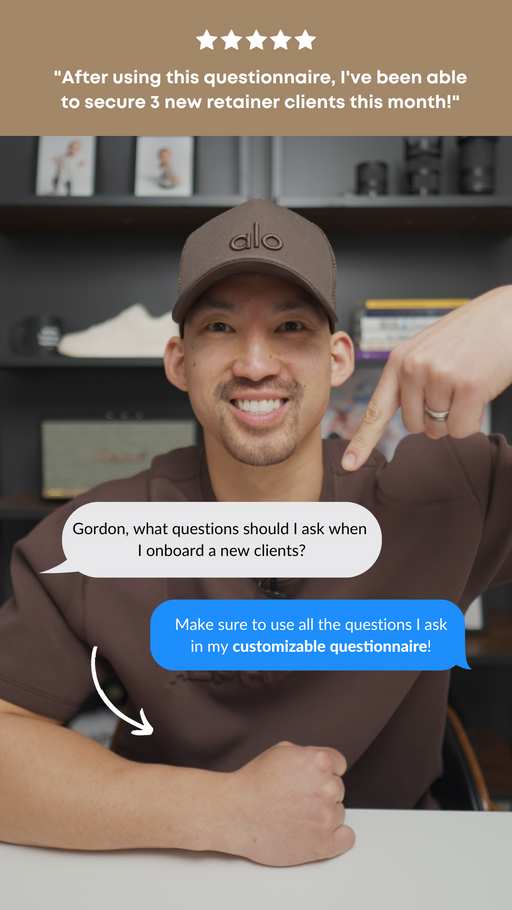 "After using this questionnaire, I've been able
to secure 3 new retainer clients this month!"
alo
Gordon, what questions should I ask when
I onboard a new clients?
Make sure to use all the questions I ask
in my customizable questionnaire!